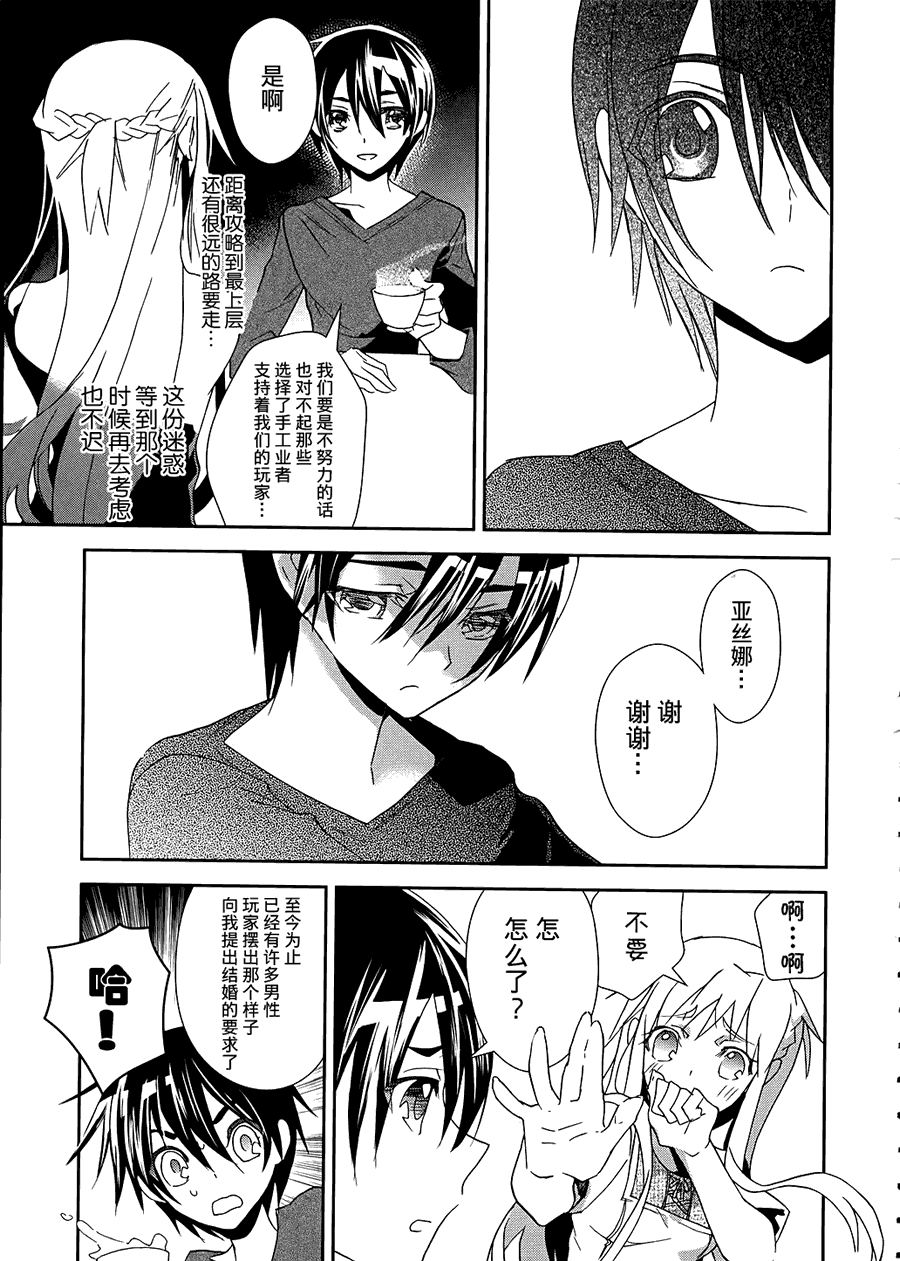 是
啊
距离攻略到最上层
还有很远的路要走…
我们要是不努力的话
也对不起那些
选择了手工业者
支持着我们的玩家…
这份迷惑
等到那个
时候再去考虑
也不迟
亚丝娜…
谢
谢谢…
啊…啊
不要
怎
怎么了？
至今为止
已经有许多男性
玩家摆出那个样子
向我提出结婚的要求了
哈！